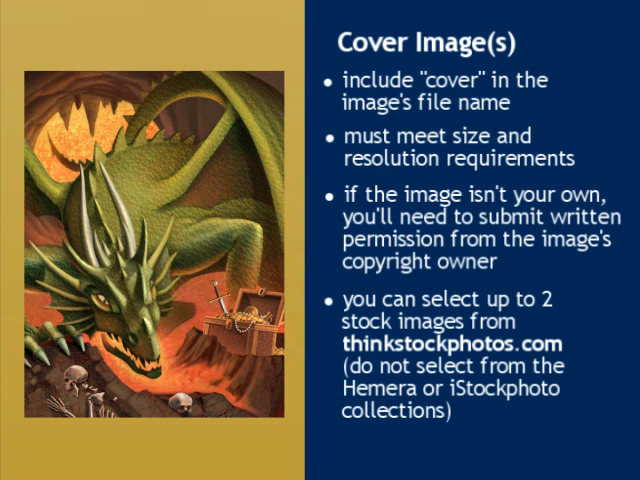 Cover Image(s)
• include "cover" in the
image's file name
• must meet size and
resolution requirements
• if the image isn't your own,
you'll need to submit written
permission from the image's
copyright owner
• you can select up to 2
stock images from
thinkstockphotos.com
(do not select from the
Hemera or iStockphoto
collections)